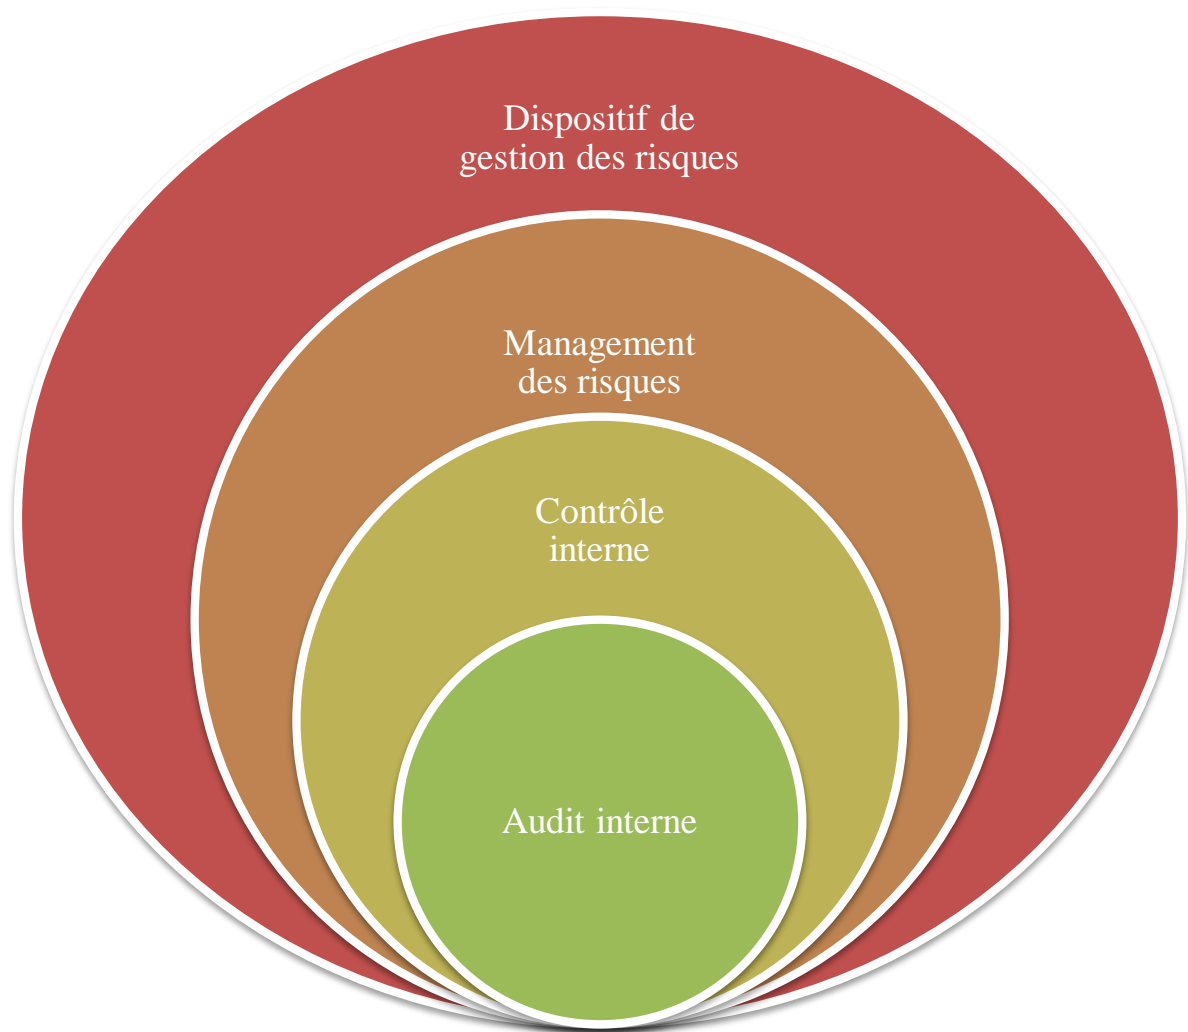 Dispositif de
gestion des risques
Management
des risques
Contrôle
interne
Audit interne